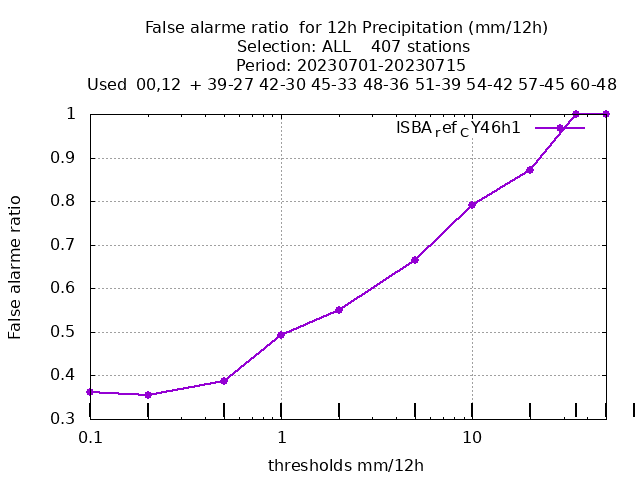 False alarme ratio  for 12h Precipitation (mm/12h)
Selection: ALL    407 stations
Period: 20230701-20230715
Used  00,12  + 39-27 42-30 45-33 48-36 51-39 54-42 57-45 60-48
ISBA_ref_CY46h1
1
0.9
0.8
0.7
0.6
0.5
0.4
0.3
False alarme ratio
0.1 1 10
thresholds mm/12h